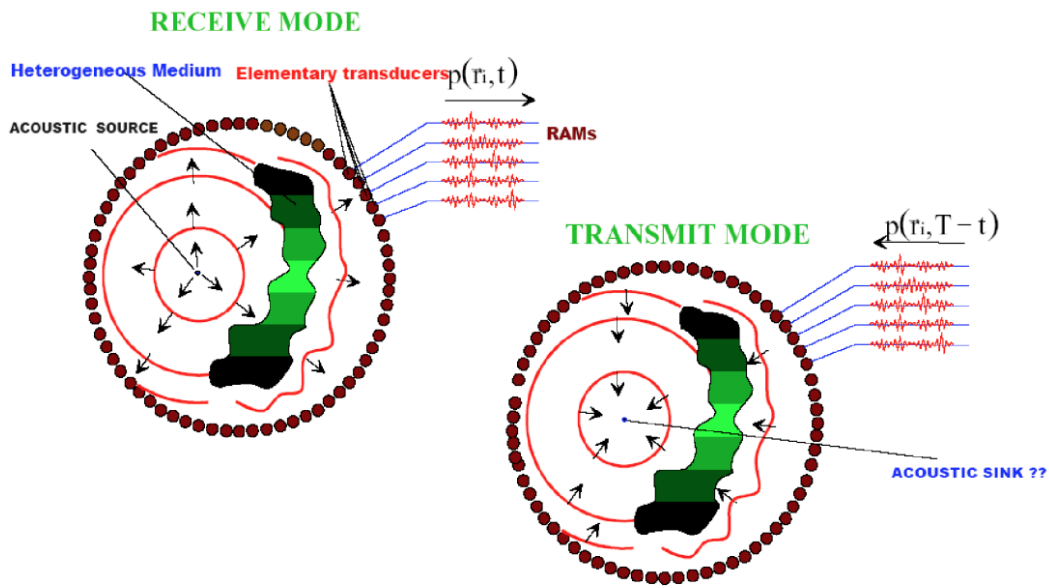 RECEIVE MODE
Heterogeneous Medium
Elementary transducers
p(ri,t)
ACOUSTIC SOURCE
RAMs
TRANSMIT MODE
p(ri,T-t)
ACOUSTIC SINK ??